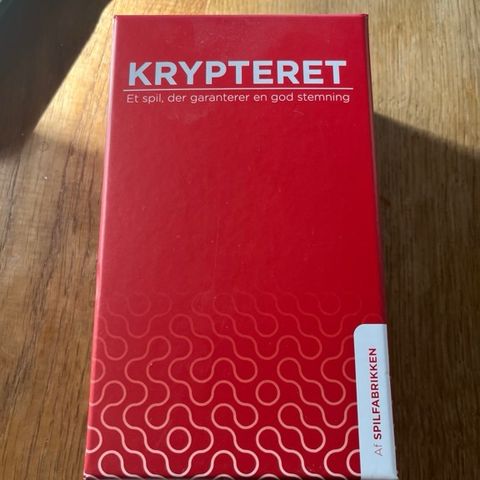 KRYPTERET
Et spil, der garanterer en god stemning
Af SPILFABRIKKEN